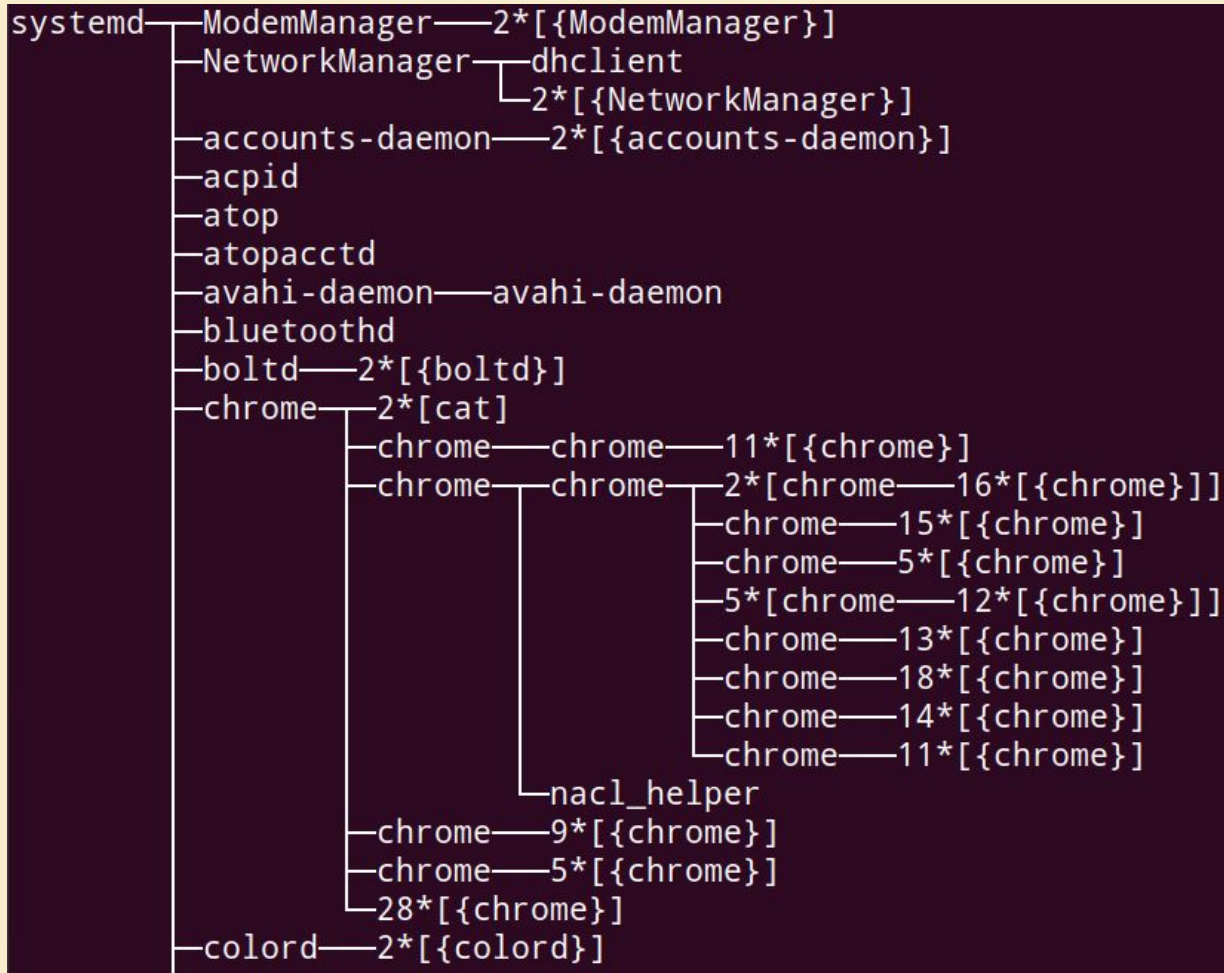 systemd─┬─ModemManager───2*[{ModemManager}]
        ├─NetworkManager─┬─dhclient
        │                └─2*[{NetworkManager}]
        ├─accounts-daemon───2*[{accounts-daemon}]
        ├─acpid
        ├─atop
        ├─atopacctd
        ├─avahi-daemon───avahi-daemon
        ├─bluetoothd
        ├─boltd───2*[{boltd}]
        ├─chrome─┬─2*[cat]
        │        ├─chrome───chrome───11*[{chrome}]
        │        ├─chrome─┬─chrome─┬─2*[chrome───16*[{chrome}]]
        │        │        │        ├─chrome───15*[{chrome}]
        │        │        │        ├─chrome───5*[{chrome}]
        │        │        │        ├─5*[chrome───12*[{chrome}]]
        │        │        │        ├─chrome───13*[{chrome}]
        │        │        │        ├─chrome───18*[{chrome}]
        │        │        │        ├─chrome───14*[{chrome}]
        │        │        │        └─chrome───11*[{chrome}]
        │        │        └─nacl_helper
        │        ├─chrome───9*[{chrome}]
        │        ├─chrome───5*[{chrome}]
        │        └─28*[{chrome}]
        ├─colord───2*[{colord}]